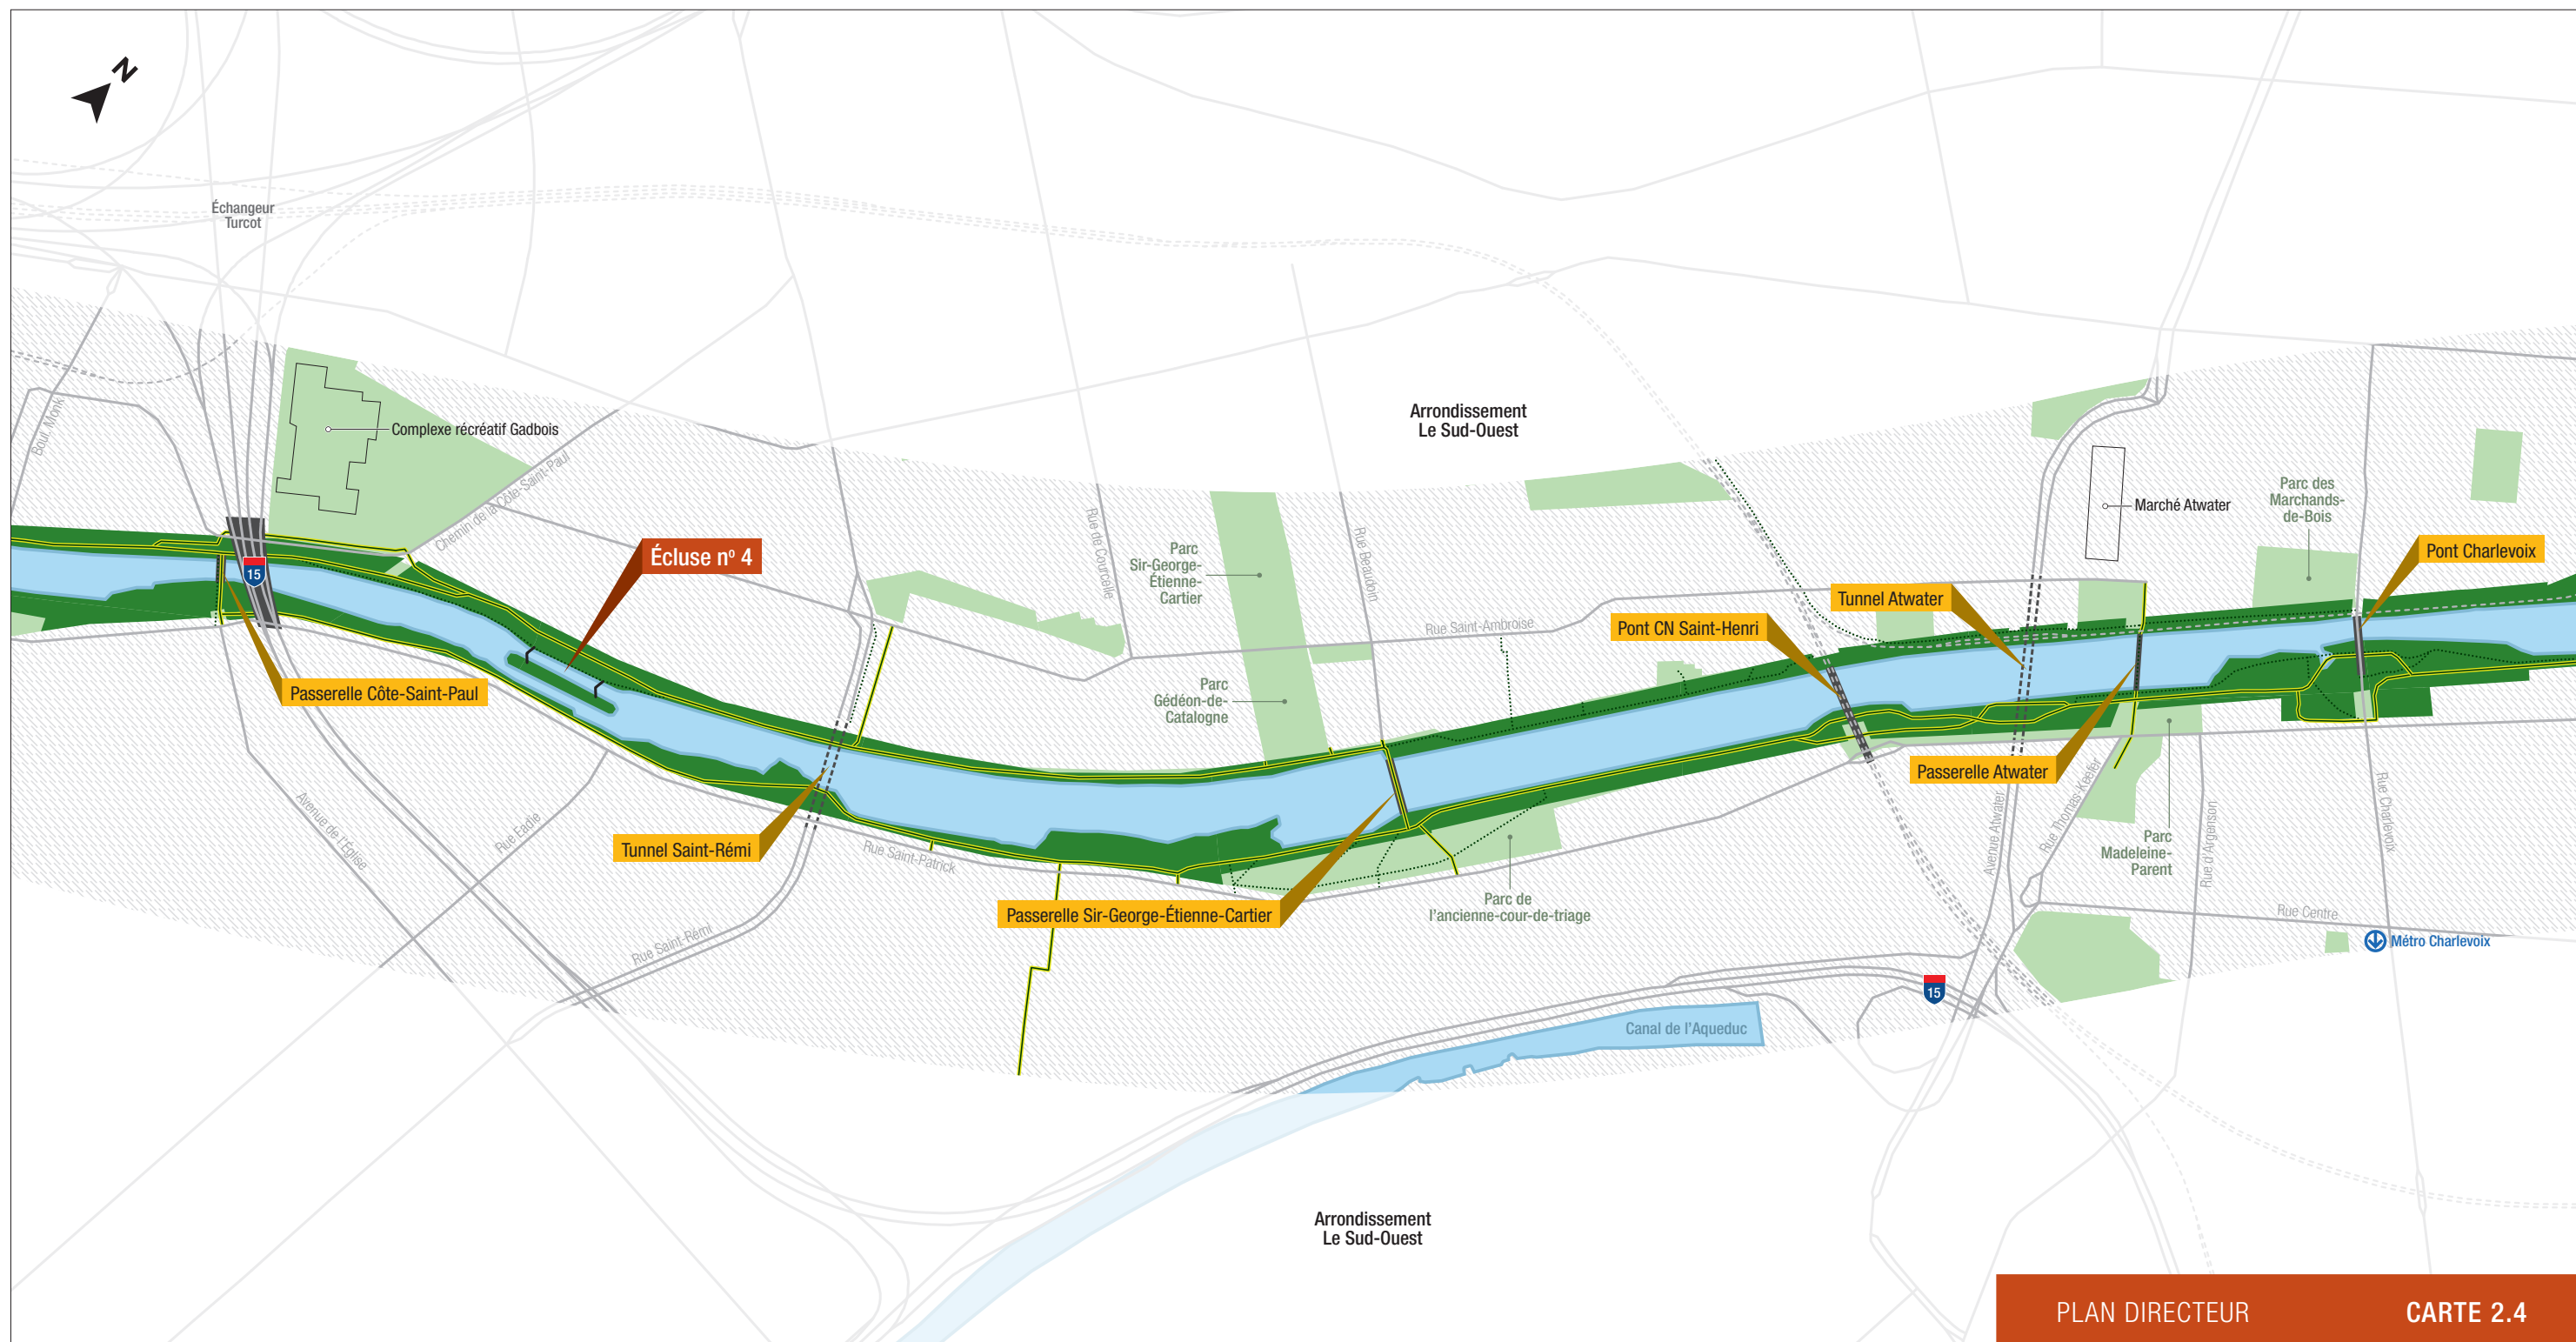 N
Échangeur
Turcot
Boul. Monk
Complexe récréatif Gadbois
Chemin de la Côte-Saint-Paul
Arrondissement
Le Sud-Ouest
Écluse nº 4
15
Rue de Courcelle
Parc
Sir-George-
Étienne-
Cartier
Rue Beaudoin
Parc des
Marchands-
de-Bois
Marché Atwater
Pont Charlevoix
Tunnel Atwater
Pont CN Saint-Henri
Rue Saint-Ambroise
Passerelle Côte-Saint-Paul
Parc
Gédéon-de-
Catalogne
Passerelle Atwater
Avenue de l'Église
Rue Eadie
Tunnel Saint-Rémi
Rue Saint-Patrick
Avenue Atwater
Rue Thomas-Keefer
Parc
Madeleine-
Parent
Rue d'Argenson
Rue Charlevoix
Passerelle Sir-George-Étienne-Cartier
Parc de
l'ancienne-cour-de-triage
Rue Centre
Rue Saint-Rémi
Métro Charlevoix
15
Canal de l'Aqueduc
Arrondissement
Le Sud-Ouest
PLAN DIRECTEUR
CARTE 2.4